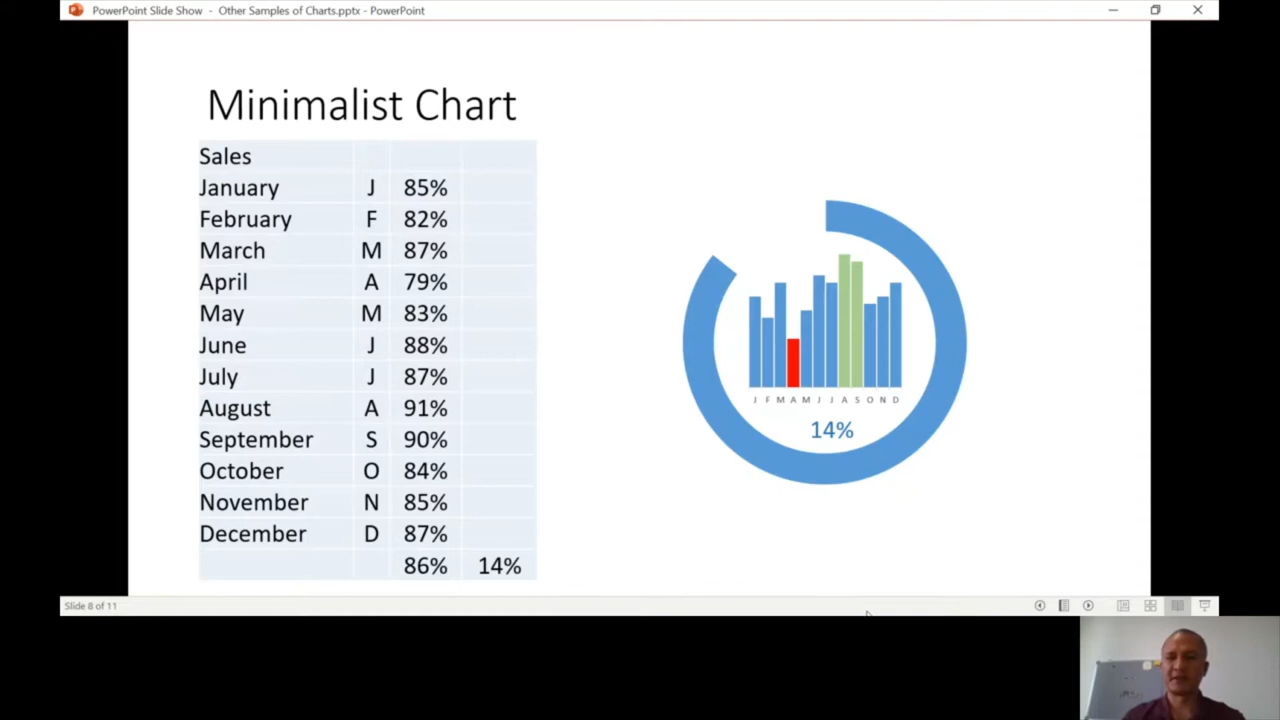 PowerPoint Slide Show - Other Samples of Charts.pptx - PowerPoint
Minimalist Chart
Sales
January J 85%
February F 82%
March M 87%
April A 79%
May M 83%
June J 88%
July J 87%
August A 91%
September S 90%
October O 84%
November N 85%
December D 87%
86% 14%
J F M A M J J A S O N D
14%
Slide 8 of 11